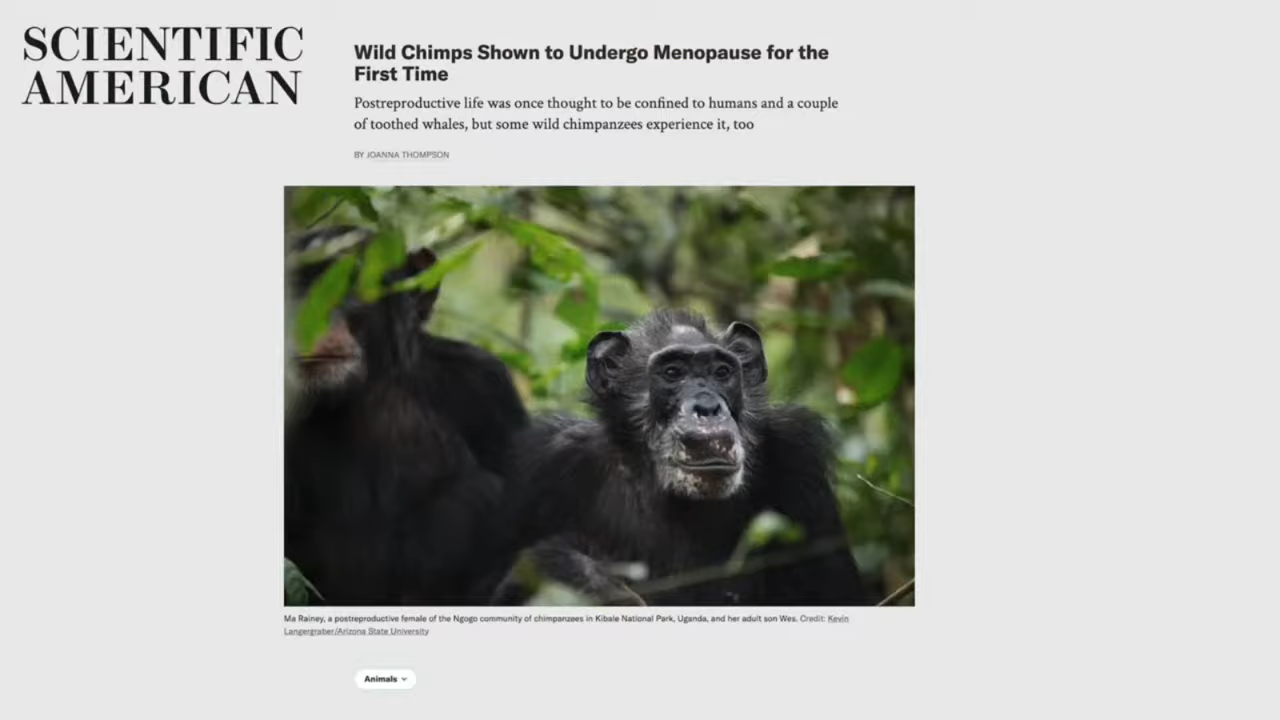 SCIENTIFIC
AMERICAN
Wild Chimps Shown to Undergo Menopause for the
First Time
Postreproductive life was once thought to be confined to humans and a couple
of toothed whales, but some wild chimpanzees experience it, too
BY JOANNA THOMPSON
Ma Rainey, a postreproductive female of the Ngogo community of chimpanzees in Kibale National Park, Uganda, and her adult son Wes. Credit: Kevin
Langergraber/Arizona State University
Animals